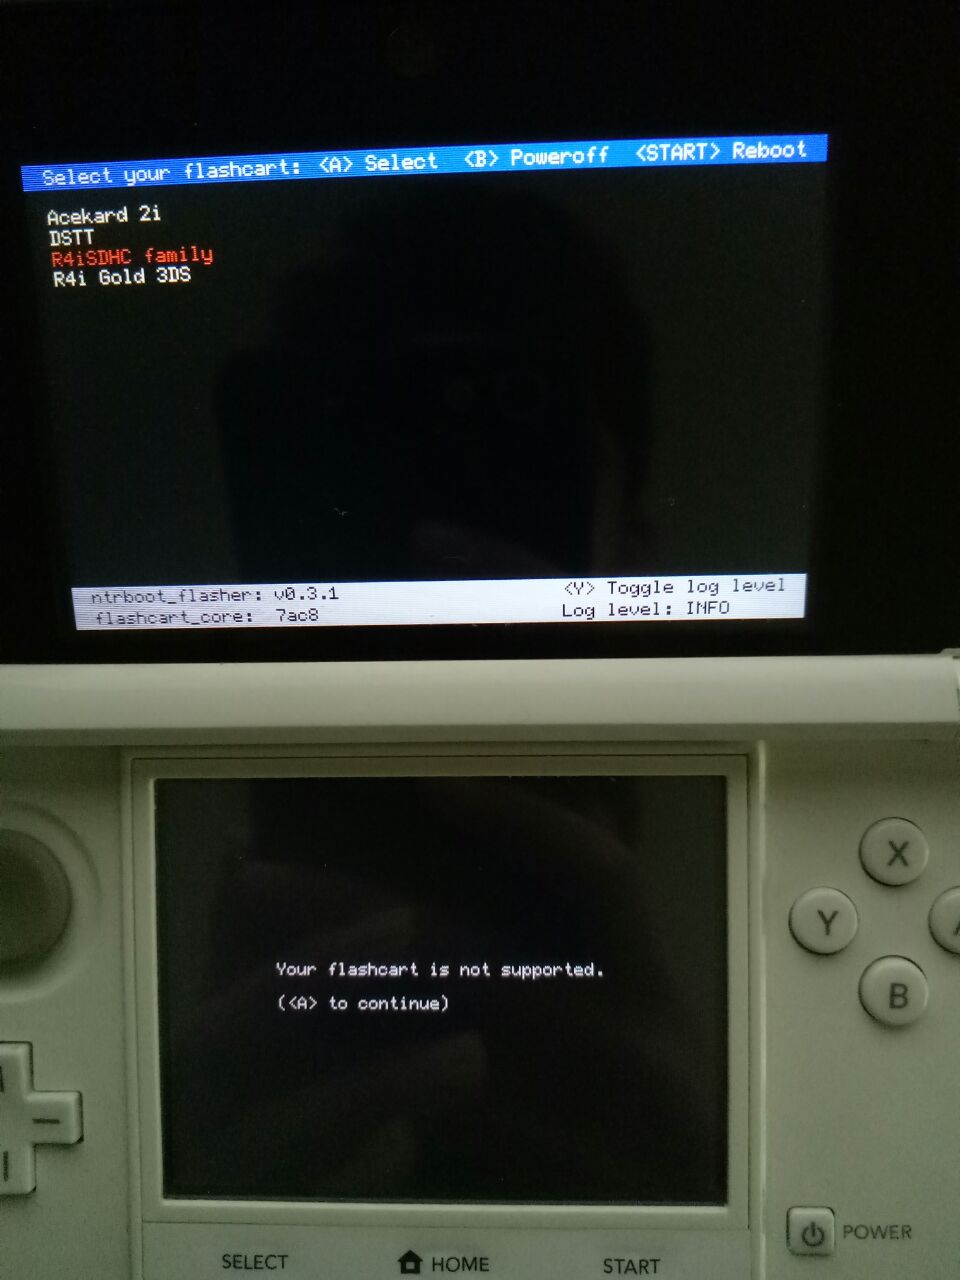 Select your flashcart: <A> Select <B> Poweroff <START> Reboot
Acekard 2i
DSTT
R4iSDHC family
R4i Gold 3DS
ntrboot_flasher: v0.3.1
<Y> Toggle log level
flashcart_core: 7ac8
Log level: INFO
Your flashcart is not supported.
(<A> to continue)
X
Y
A
B
POWER
SELECT
HOME
START